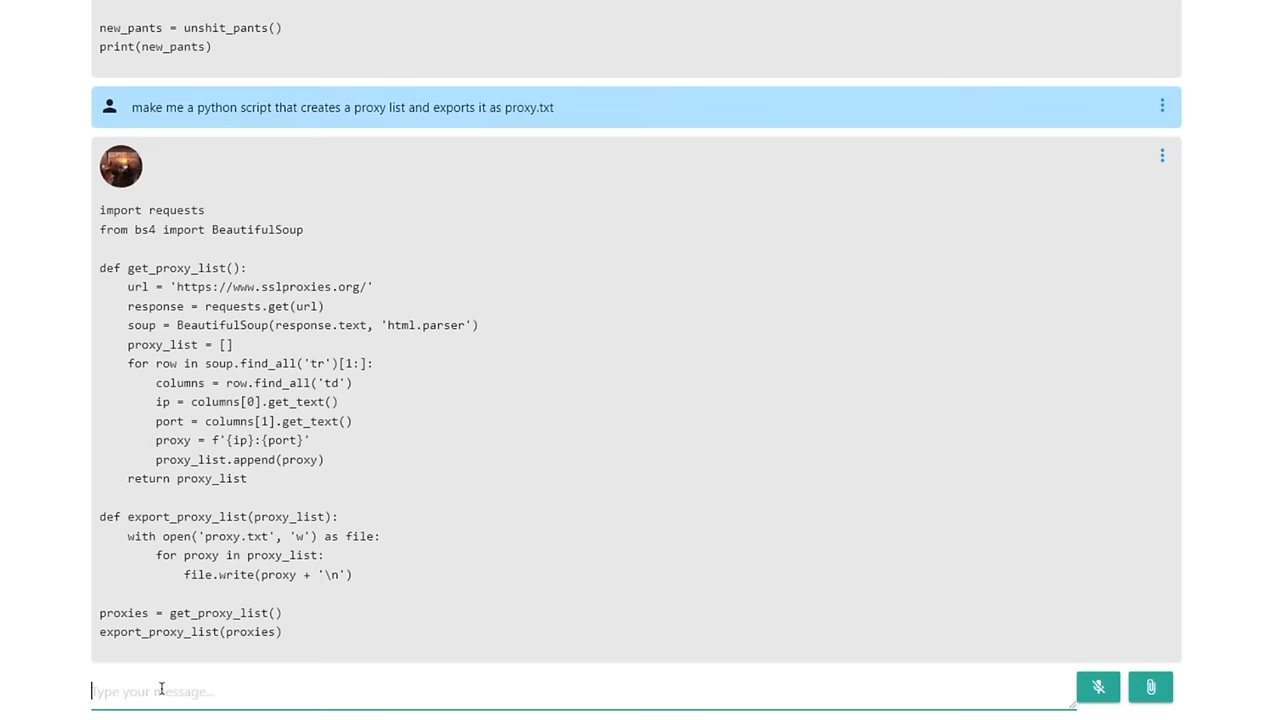 new_pants = unshit_pants()
print(new_pants)
make me a python script that creates a proxy list and exports it as proxy.txt
import requests
from bs4 import BeautifulSoup
def get_proxy_list():
    url = 'https://www.sslproxies.org/'
    response = requests.get(url)
    soup = BeautifulSoup(response.text, 'html.parser')
    proxy_list = []
    for row in soup.find_all('tr')[1:]:
        columns = row.find_all('td')
        ip = columns[0].get_text()
        port = columns[1].get_text()
        proxy = f'{ip}:{port}'
        proxy_list.append(proxy)
    return proxy_list
def export_proxy_list(proxy_list):
    with open('proxy.txt', 'w') as file:
        for proxy in proxy_list:
            file.write(proxy + '\n')
proxies = get_proxy_list()
export_proxy_list(proxies)
Type your message...